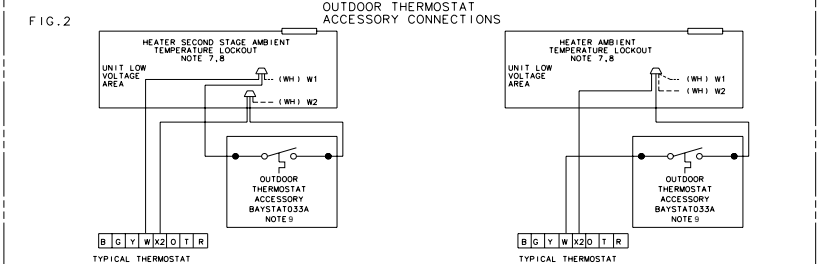 FIG.2
OUTDOOR THERMOSTAT
ACCESSORY CONNECTIONS
HEATER SECOND STAGE AMBIENT
TEMPERATURE LOCKOUT
NOTE 7,8
UNIT LOW
VOLTAGE
AREA
(WH) W1
(WH) W2
OUTDOOR
THERMOSTAT
ACCESSORY
BAYSTAT033A
NOTE 9
B G Y W X2 O T R
TYPICAL THERMOSTAT
HEATER AMBIENT
TEMPERATURE LOCKOUT
NOTE 7,8
UNIT LOW
VOLTAGE
AREA
(WH) W1
(WH) W2
OUTDOOR
THERMOSTAT
ACCESSORY
BAYSTAT033A
NOTE 9
B G Y W X2 O T R
TYPICAL THERMOSTAT